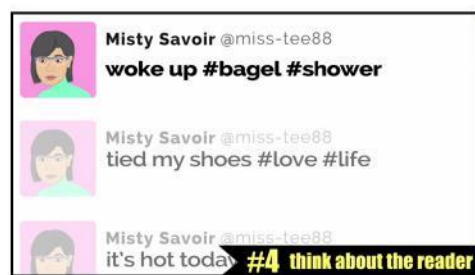 Misty Savoir @miss-tee88
woke up #bagel #shower
Misty Savoir @miss-tee88
tied my shoes #love #life
Misty Savoir @miss-tee88
it's hot today
#4 think about the reader